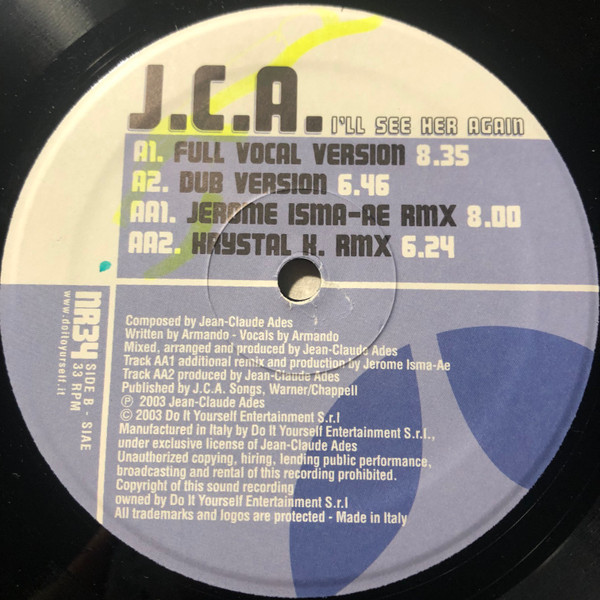 J.C.A. I'LL SEE HER AGAIN
A1. FULL VOCAL VERSION 8.35
A2. DUB VERSION 6.46
AA1. JEROME ISMA-AE RMX 8.00
AA2. KRYSTAL K. RMX 6.24
NR34
SIDE B - SIAE
33 RPM
www.doityourself.it
Composed by Jean-Claude Ades
Written by Armando - Vocals by Armando
Mixed, arranged and produced by Jean-Claude Ades
Track AA1 additional remix and production by Jerome Isma-Ae
Track AA2 produced by Jean-Claude Ades
Published by J.C.A. Songs, Warner/Chappell
℗ 2003 Jean-Claude Ades
© 2003 Do It Yourself Entertainment S.r.l
Manufactured in Italy by Do It Yourself Entertainment S.r.l.,
under exclusive license of Jean-Claude Ades
Unauthorized copying, hiring, lending public performance,
broadcasting and rental of this recording prohibited.
Copyright of this sound recording
owned by Do It Yourself Entertainment S.r.l
All trademarks and logos are protected - Made in Italy